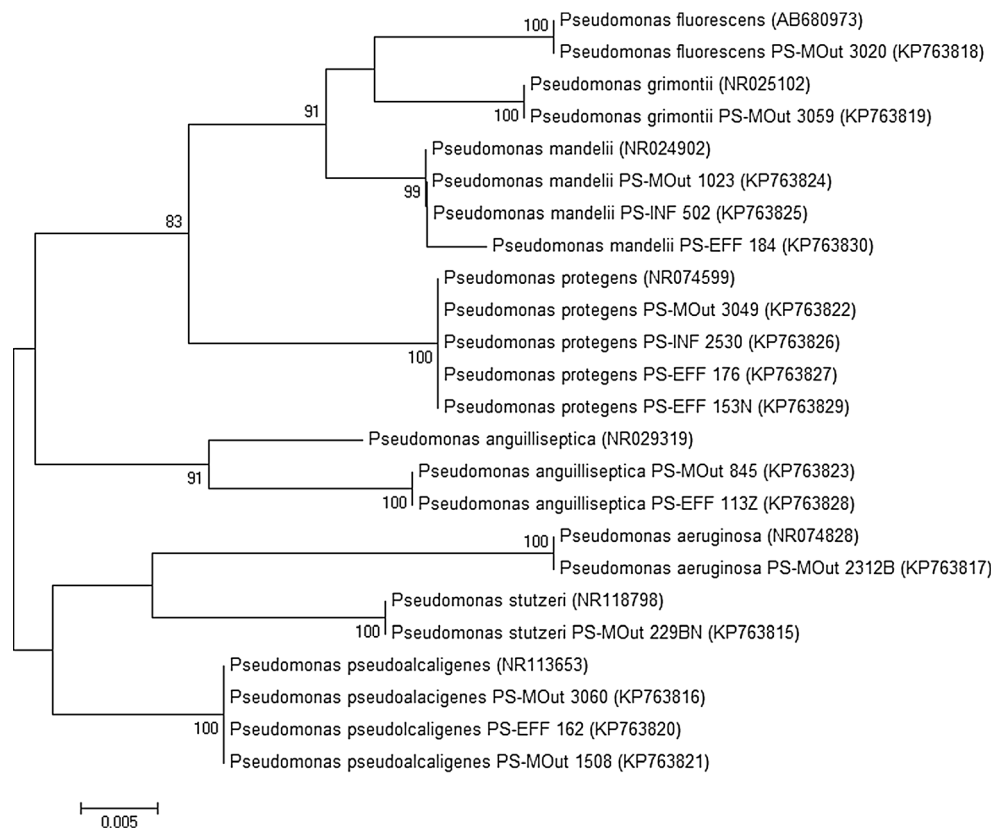 100
Pseudomonas fluorescens (AB680973)
Pseudomonas fluorescens PS-MOut 3020 (KP763818)
Pseudomonas grimontii (NR025102)
91
100
Pseudomonas grimontii PS-MOut 3059 (KP763819)
Pseudomonas mandelii (NR024902)
Pseudomonas mandelii PS-MOut 1023 (KP763824)
99
Pseudomonas mandelii PS-INF 502 (KP763825)
83
Pseudomonas mandelii PS-EFF 184 (KP763830)
Pseudomonas protegens (NR074599)
Pseudomonas protegens PS-MOut 3049 (KP763822)
Pseudomonas protegens PS-INF 2530 (KP763826)
100
Pseudomonas protegens PS-EFF 176 (KP763827)
Pseudomonas protegens PS-EFF 153N (KP763829)
Pseudomonas anguilliseptica (NR029319)
91
Pseudomonas anguilliseptica PS-MOut 845 (KP763823)
100
Pseudomonas anguilliseptica PS-EFF 113Z (KP763828)
100
Pseudomonas aeruginosa (NR074828)
Pseudomonas aeruginosa PS-MOut 2312B (KP763817)
Pseudomonas stutzeri (NR118798)
100
Pseudomonas stutzeri PS-MOut 229BN (KP763815)
Pseudomonas pseudoalcaligenes (NR113653)
Pseudomonas pseudoalacigenes PS-MOut 3060 (KP763816)
100
Pseudomonas pseudolcaligenes PS-EFF 162 (KP763820)
Pseudomonas pseudoalcaligenes PS-MOut 1508 (KP763821)
0.005